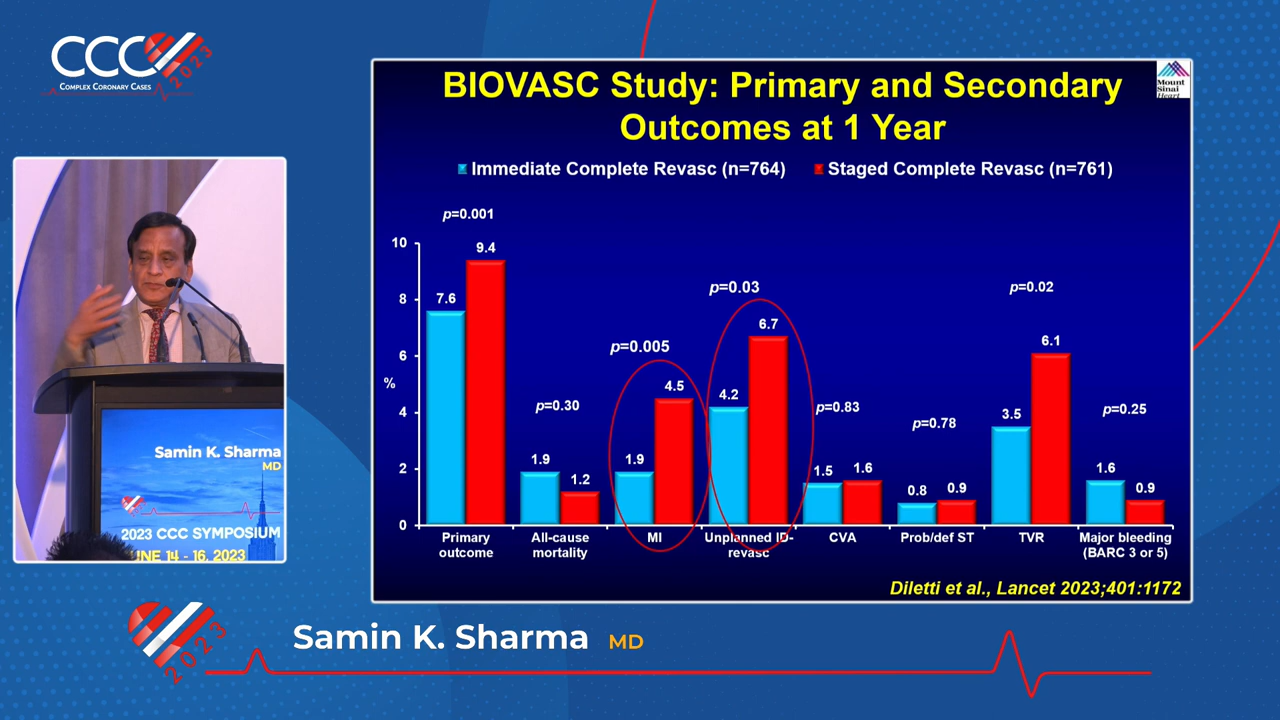 CCC
2023
COMPLEX CORONARY CASES
BIOVASC Study: Primary and Secondary
Outcomes at 1 Year
Mount
Sinai
Heart
Immediate Complete Revasc (n=764)
Staged Complete Revasc (n=761)
%
10
8
6
4
2
0
p=0.001
7.6
9.4
Primary
outcome
p=0.30
1.9
1.2
All-cause
mortality
p=0.005
1.9
4.5
MI
p=0.03
4.2
6.7
Unplanned ID-
revasc
p=0.83
1.5
1.6
CVA
p=0.78
0.8
0.9
Prob/def ST
p=0.02
3.5
6.1
TVR
p=0.25
1.6
0.9
Major bleeding
(BARC 3 or 5)
Diletti et al., Lancet 2023;401:1172
Samin K. Sharma
MD
2023 CCC SYMPOSIUM
JUNE 14 - 16, 2023
2023
Samin K. Sharma MD